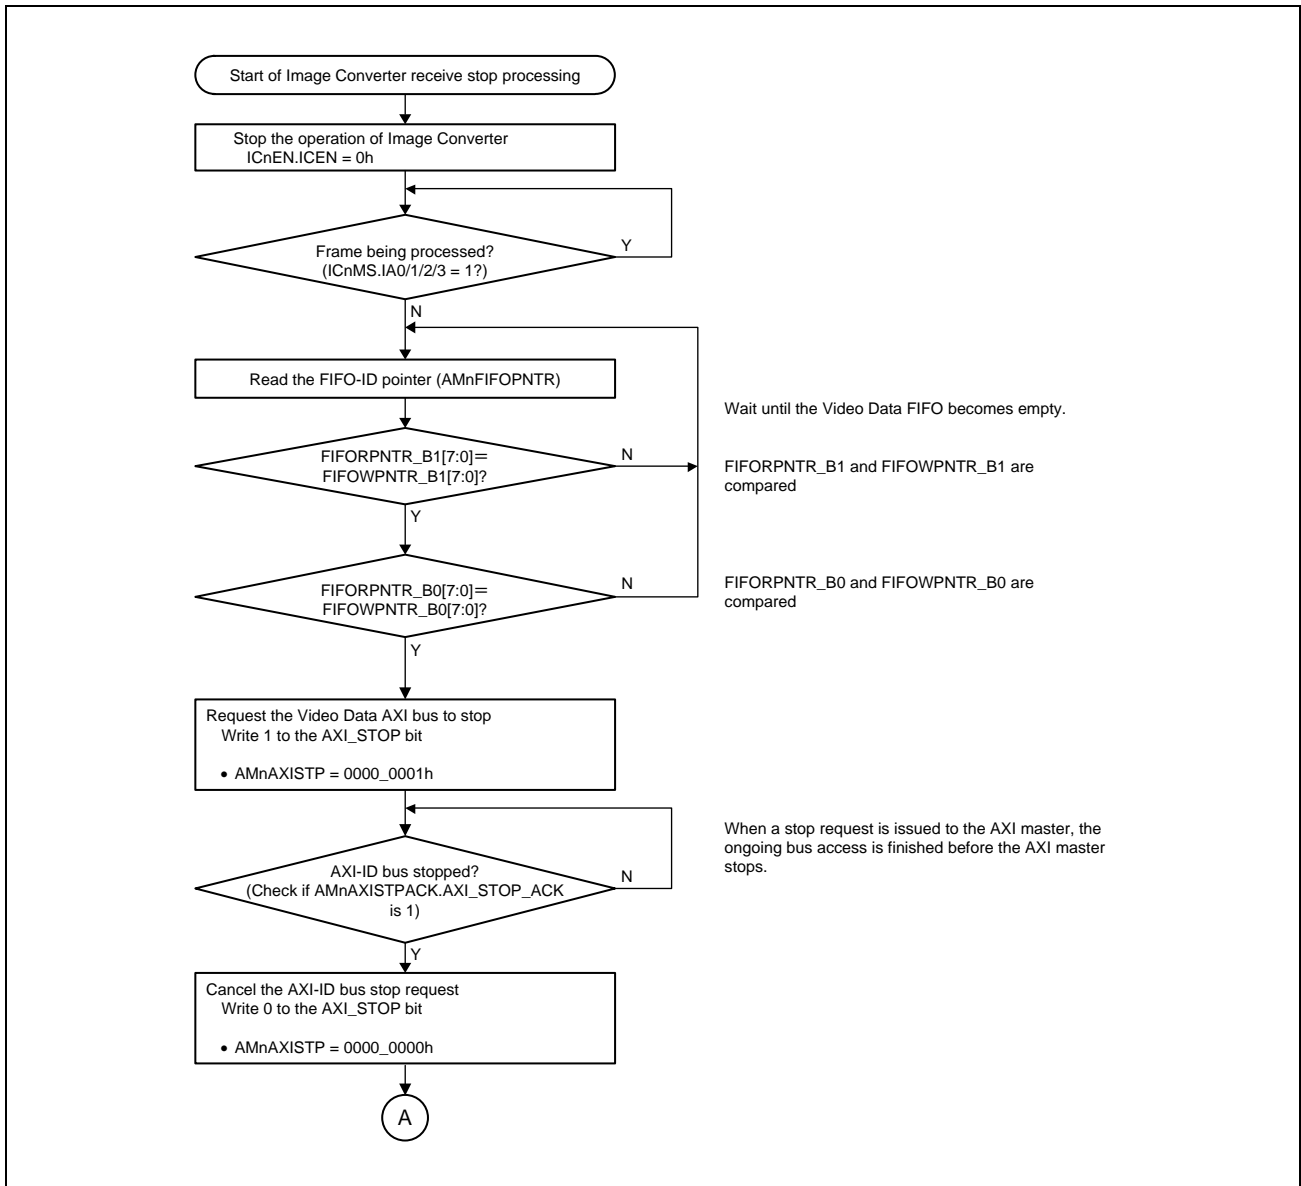 Start of Image Converter receive stop processing
Stop the operation of Image Converter
ICnEN.ICEN = 0h
Frame being processed?
(ICnMS.IA0/1/2/3 = 1?)
Y
N
Read the FIFO-ID pointer (AMnFIFOPNTR)
Wait until the Video Data FIFO becomes empty.
FIFORPNTR_B1[7:0]=
FIFOWPNTR_B1[7:0]?
N
FIFORPNTR_B1 and FIFOWPNTR_B1 are
compared
Y
FIFORPNTR_B0[7:0]=
FIFOWPNTR_B0[7:0]?
N
FIFORPNTR_B0 and FIFOWPNTR_B0 are
compared
Y
Request the Video Data AXI bus to stop
Write 1 to the AXI_STOP bit
• AMnAXISTP = 0000_0001h
When a stop request is issued to the AXI master, the
ongoing bus access is finished before the AXI master
stops.
AXI-ID bus stopped?
(Check if AMnAXISTPACK.AXI_STOP_ACK
is 1)
N
Y
Cancel the AXI-ID bus stop request
Write 0 to the AXI_STOP bit
• AMnAXISTP = 0000_0000h
A